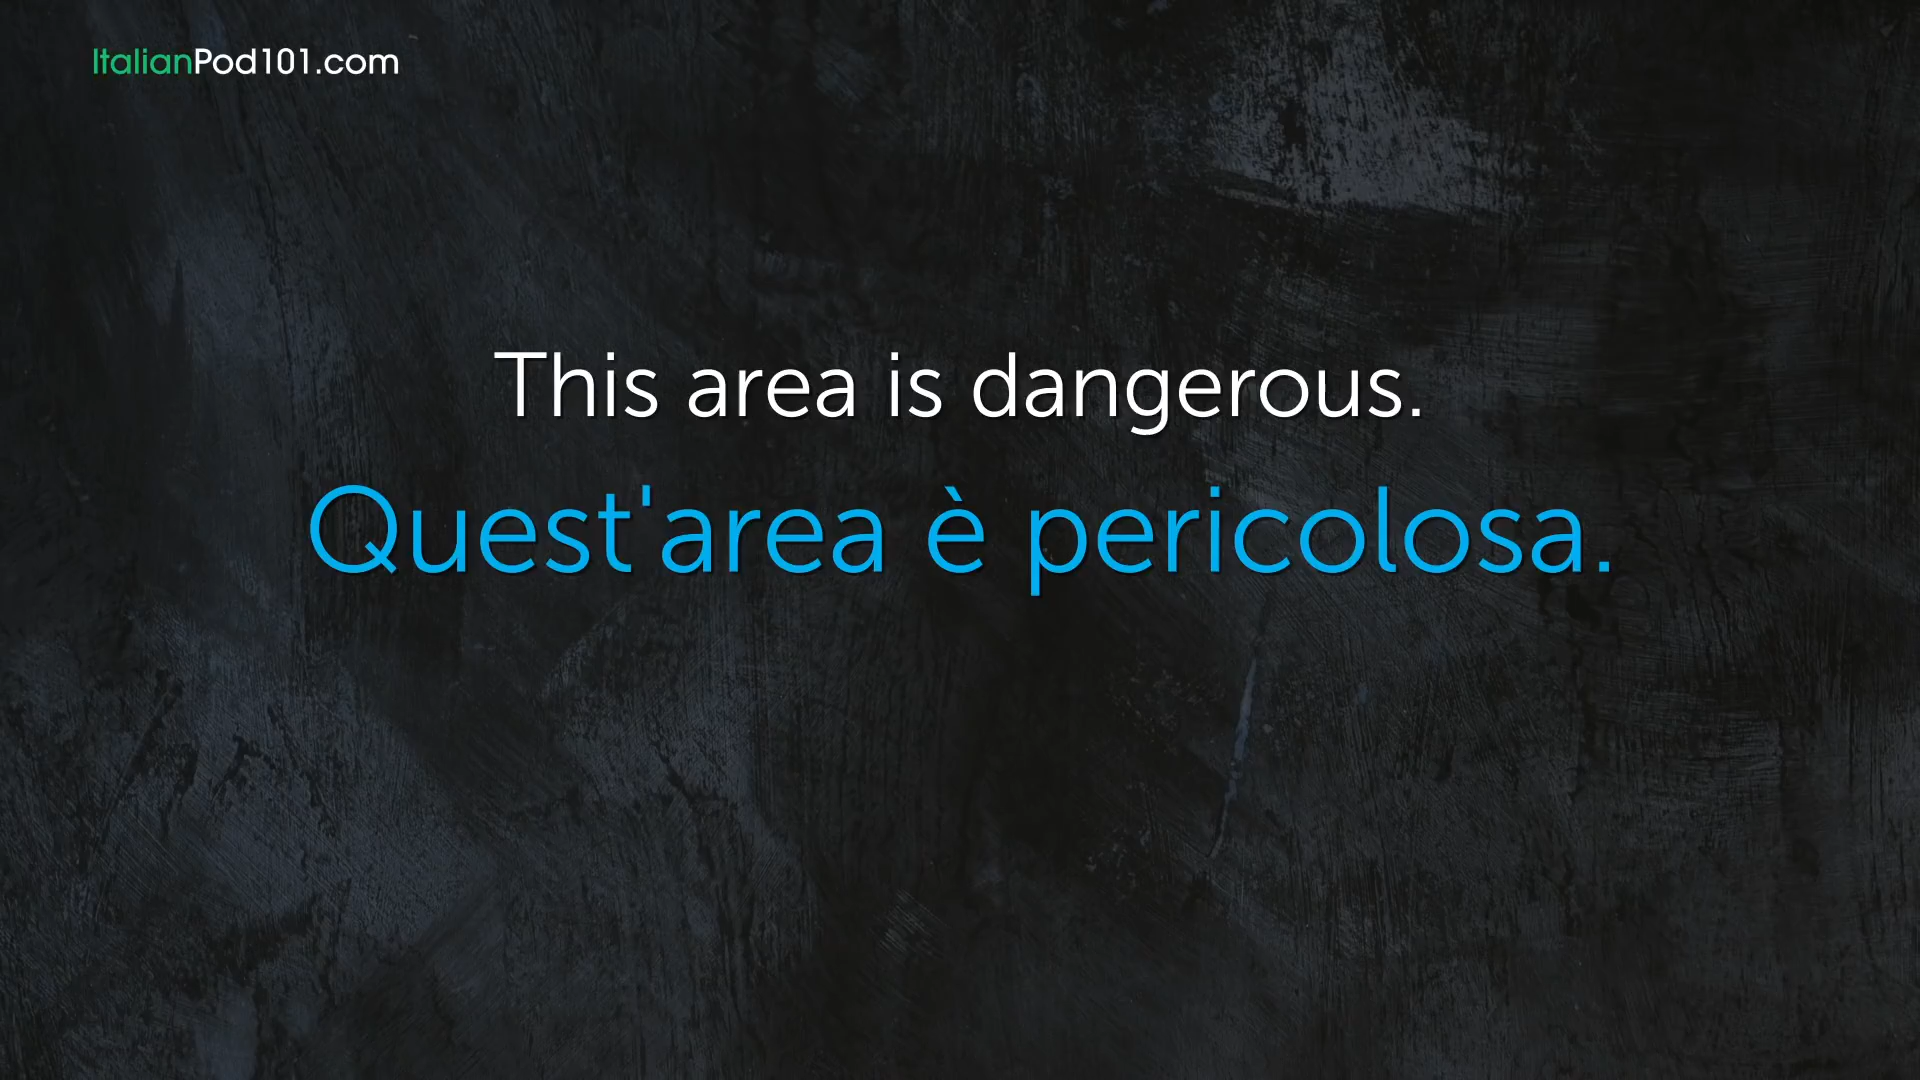 ItalianPod101.com
This area is dangerous.
Quest'area è pericolosa.